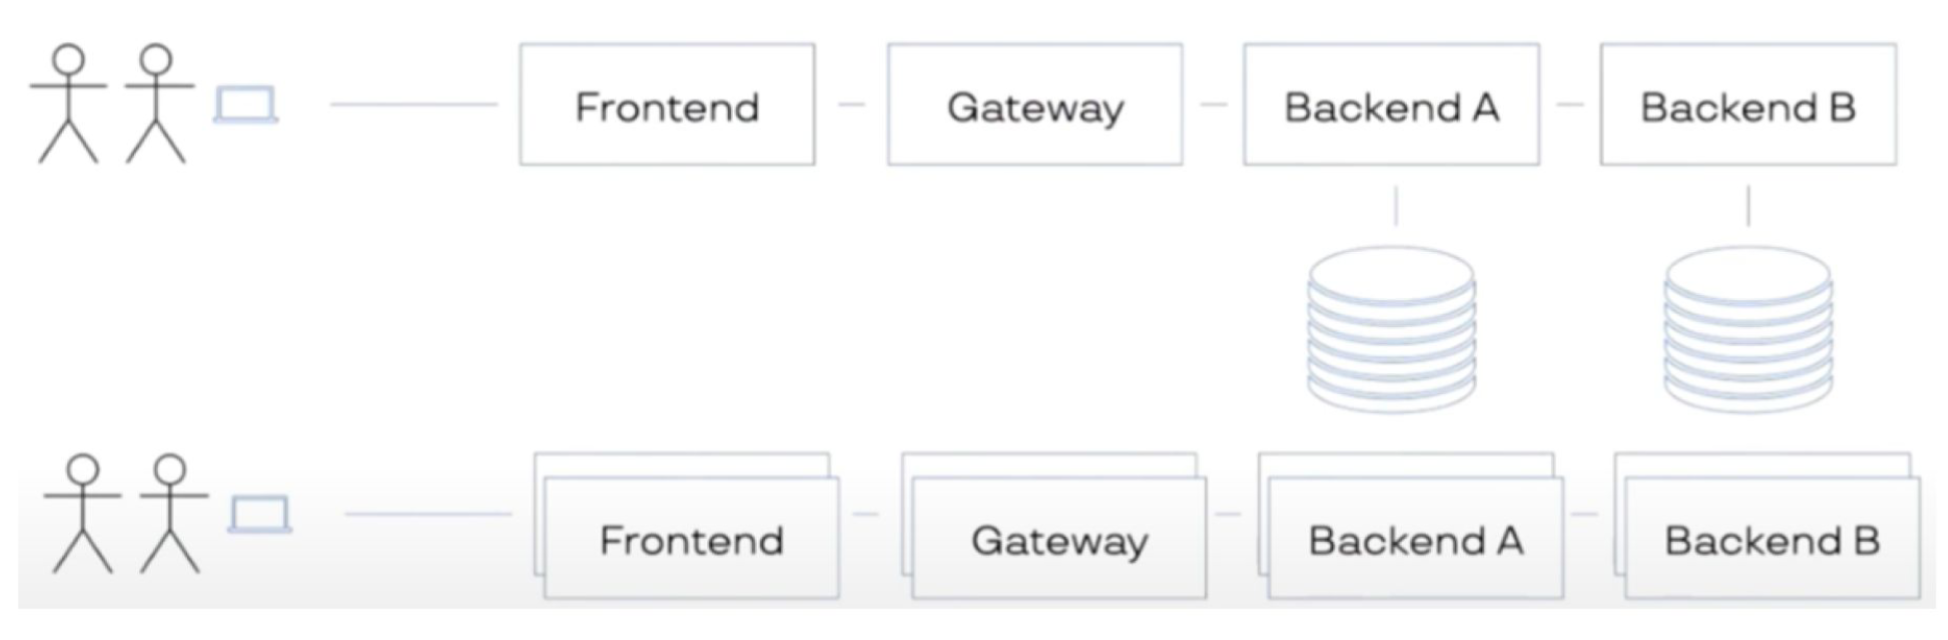 Frontend
Gateway
Backend A
Backend B
Frontend
Gateway
Backend A
Backend B